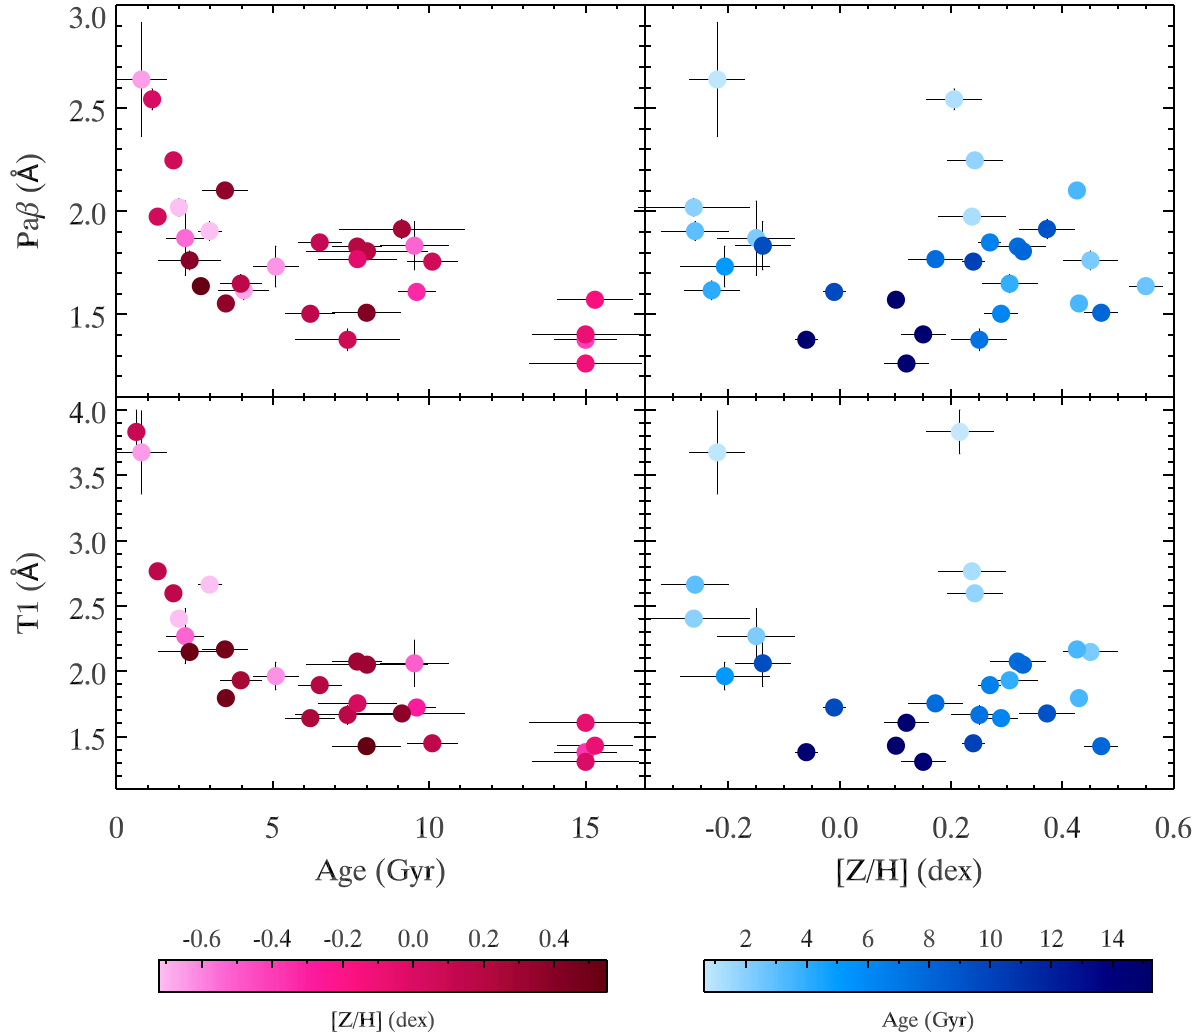 3.0
2.5
2.0
1.5
Paβ (Å)
4.0
3.5
3.0
2.5
2.0
1.5
T1 (Å)
0 5 10 15 -0.2 0.0 0.2 0.4 0.6
Age (Gyr) [Z/H] (dex)
-0.6 -0.4 -0.2 0.0 0.2 0.4 2 4 6 8 10 12 14
[Z/H] (dex) Age (Gyr)